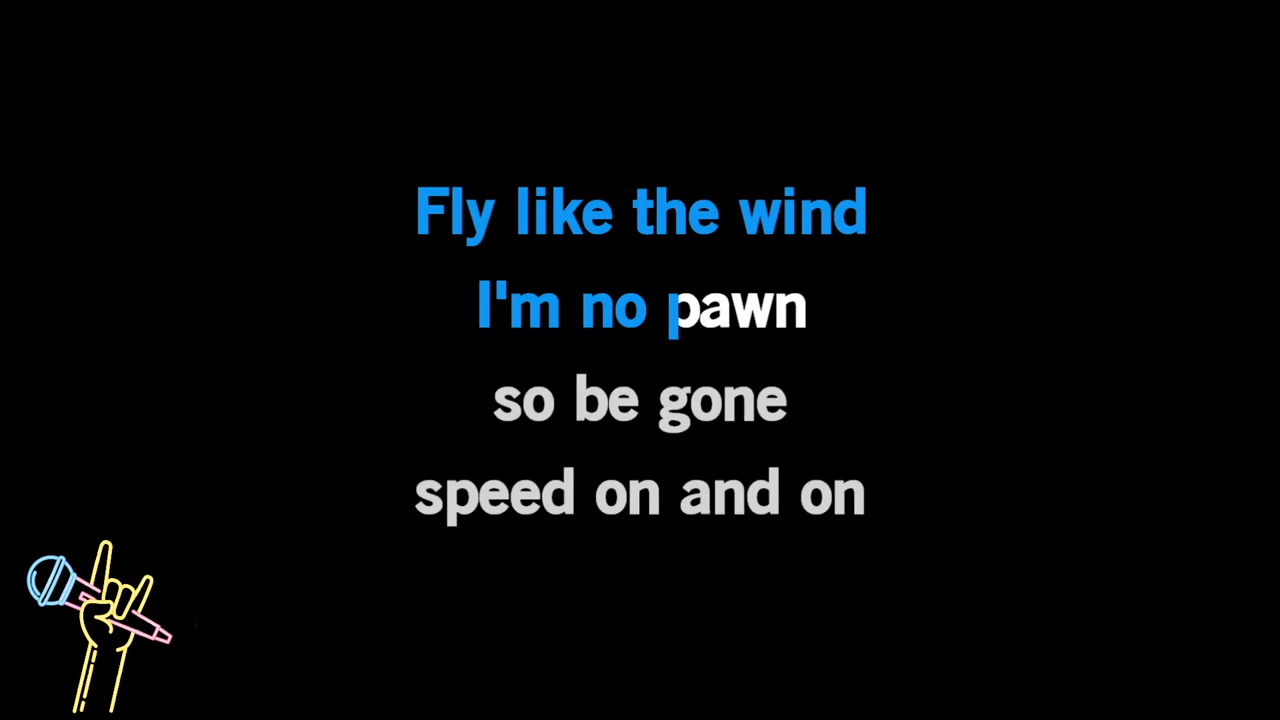 Fly like the wind
I'm no pawn
so be gone
speed on and on